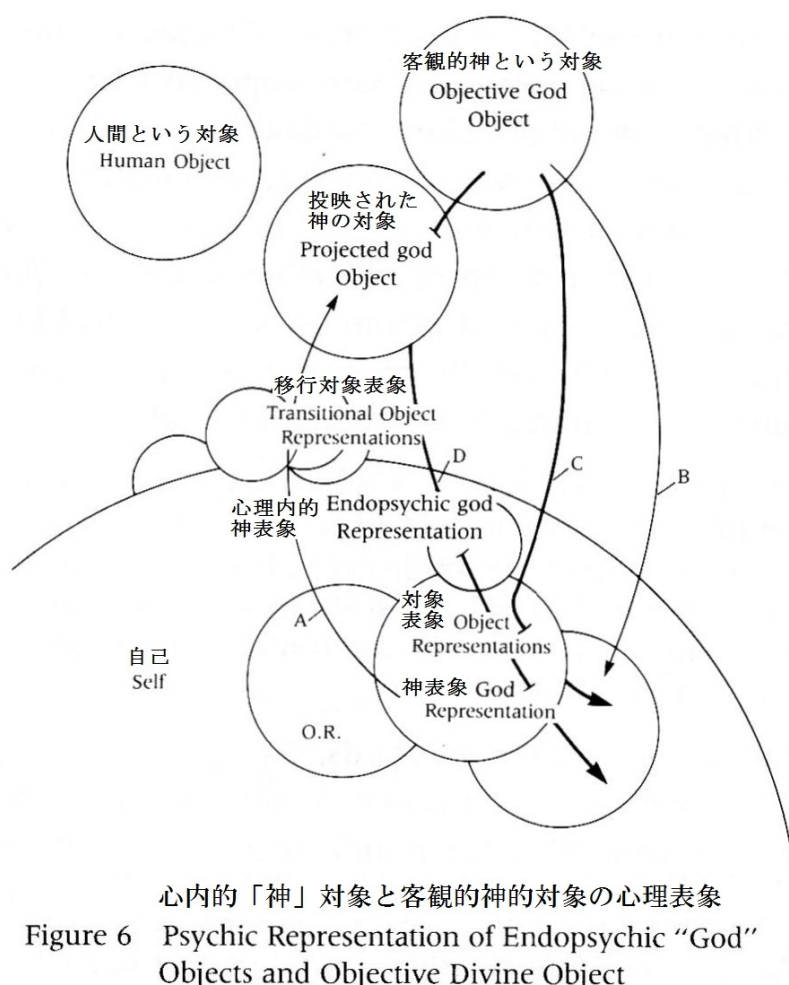 客観的神という対象
Objective God
Object
人間という対象
Human Object
投映された
神の対象
Projected god
Object
移行対象表象
Transitional Object
Representations
D
C
B
心理内的
神表象
Endopsychic god
Representation
対象
表象
Object
Representations
A
自己
Self
神表象 God
Representation
O.R.
心内的「神」対象と客観的神的対象の心理表象
Figure 6 Psychic Representation of Endopsychic “God”
Objects and Objective Divine Object